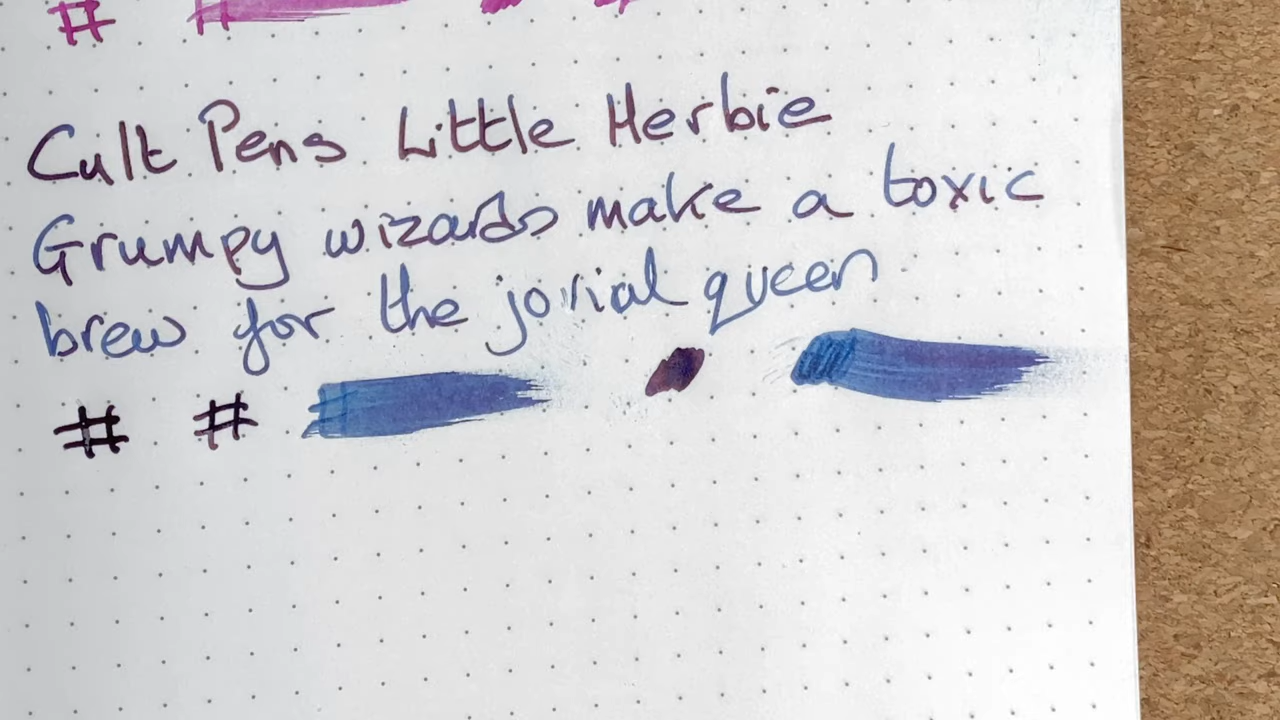 Cult Pens Little Herbie
Grumpy wizards make a toxic
brew for the jovial queen
# #